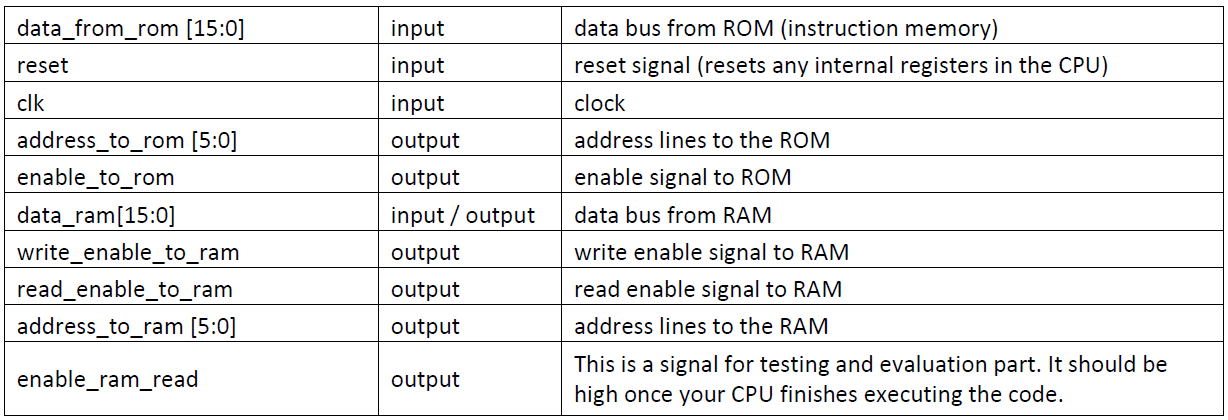 data_from_rom [15:0] input data bus from ROM (instruction memory)
reset input reset signal (resets any internal registers in the CPU)
clk input clock
address_to_rom [5:0] output address lines to the ROM
enable_to_rom output enable signal to ROM
data_ram[15:0] input / output data bus from RAM
write_enable_to_ram output write enable signal to RAM
read_enable_to_ram output read enable signal to RAM
address_to_ram [5:0] output address lines to the RAM
enable_ram_read output This is a signal for testing and evaluation part. It should be
high once your CPU finishes executing the code.